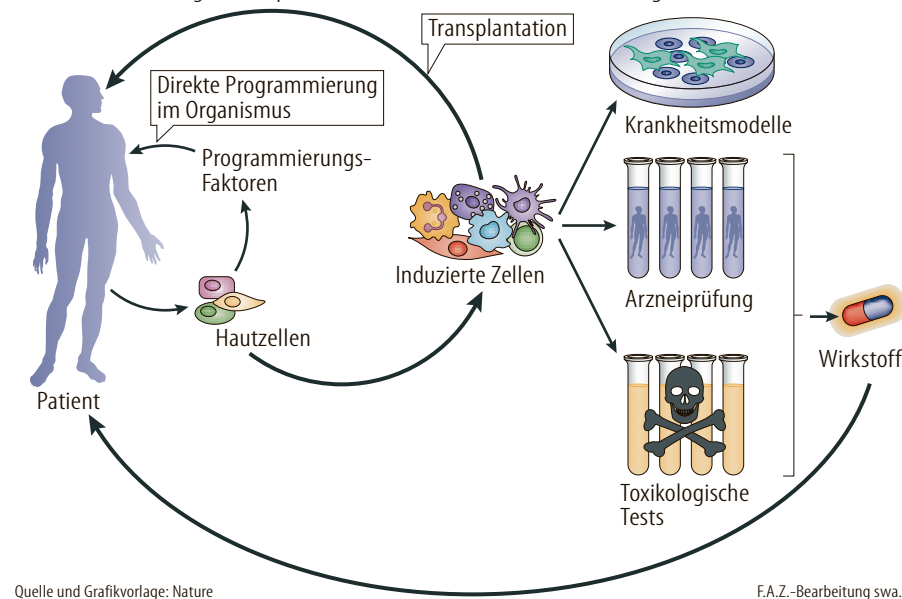 Transplantation
Direkte Programmierung
im Organismus
Programmierungs-
Faktoren
Krankheitsmodelle
Induzierte Zellen
Arzneiprüfung
Hautzellen
Wirkstoff
Patient
Toxikologische
Tests
Quelle und Grafikvorlage: Nature
F.A.Z.-Bearbeitung swa.